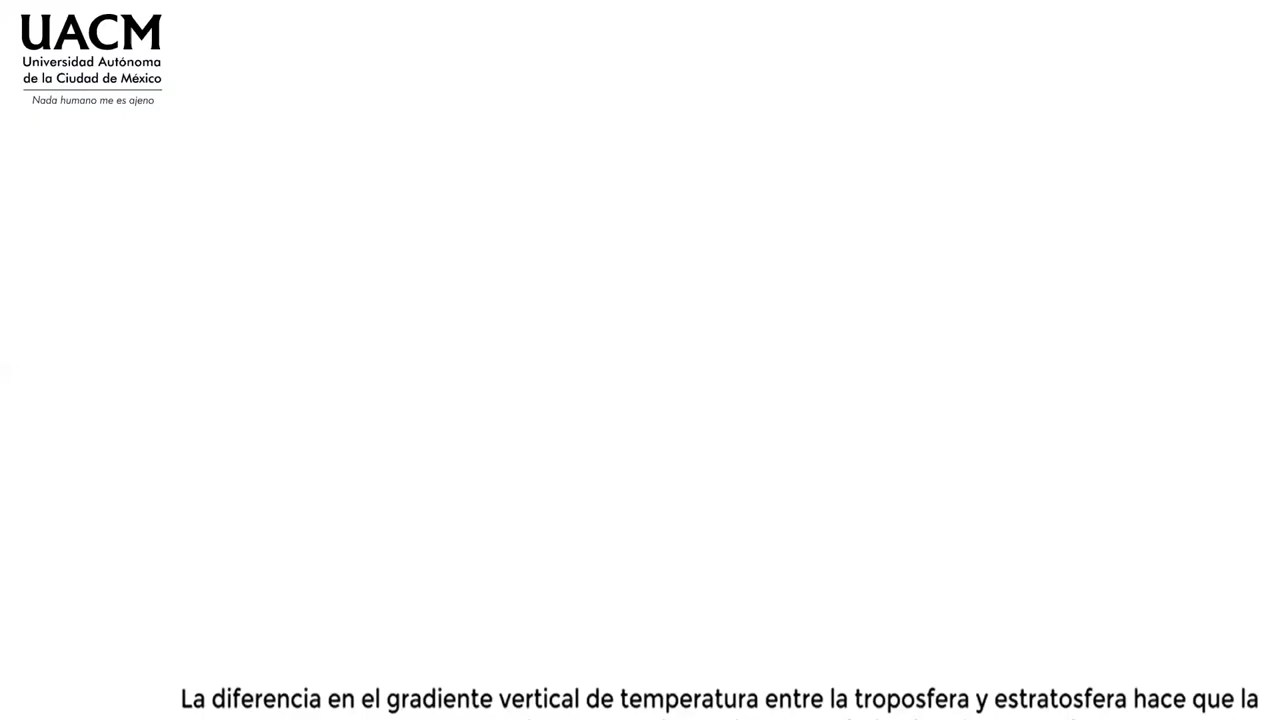 UACM
Universidad Autónoma
de la Ciudad de México
Nada humano me es ajeno
La diferencia en el gradiente vertical de temperatura entre la troposfera y estratosfera hace que la